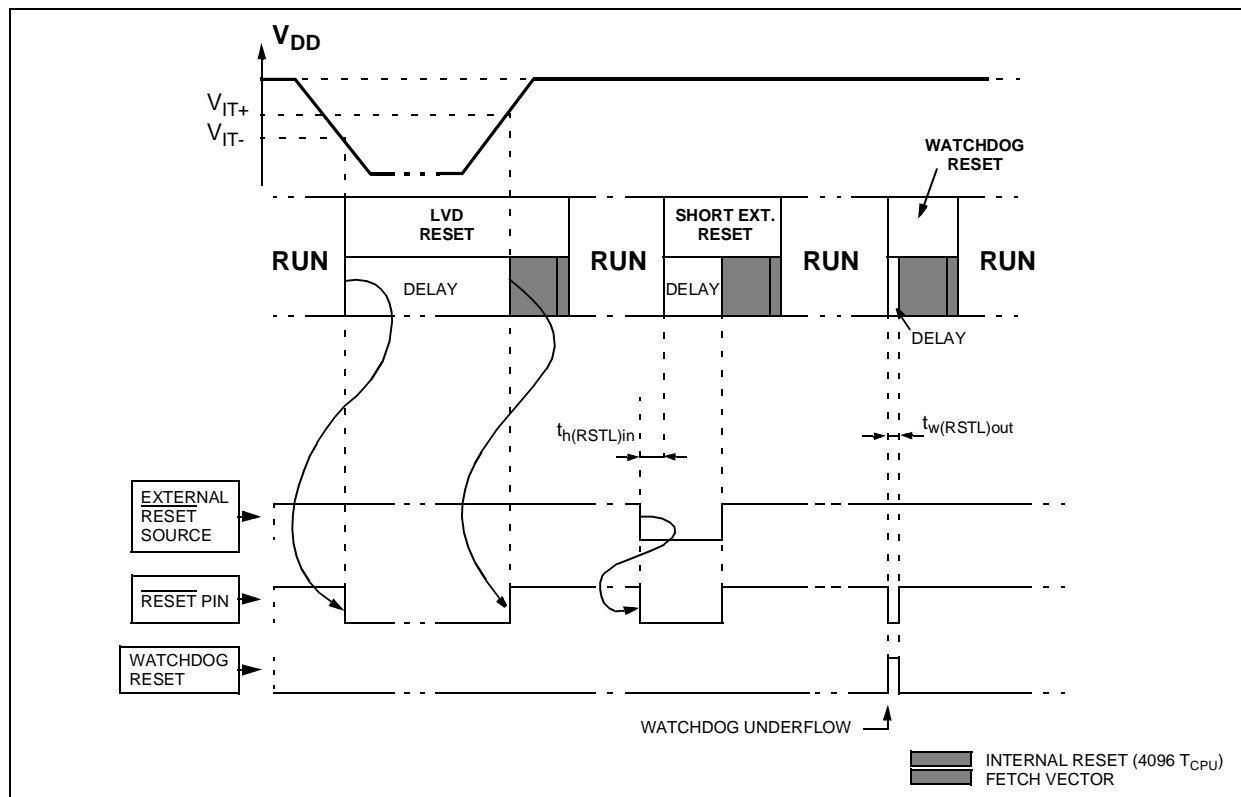 VDD
VIT+
VIT-
WATCHDOG
RESET
LVD
RESET
SHORT EXT.
RESET
RUN
RUN
RUN
RUN
DELAY
DELAY
DELAY
th(RSTL)in
tw(RSTL)out
EXTERNAL
RESET
SOURCE
RESET PIN
WATCHDOG
RESET
WATCHDOG UNDERFLOW
INTERNAL RESET (4096 TCPU)
FETCH VECTOR